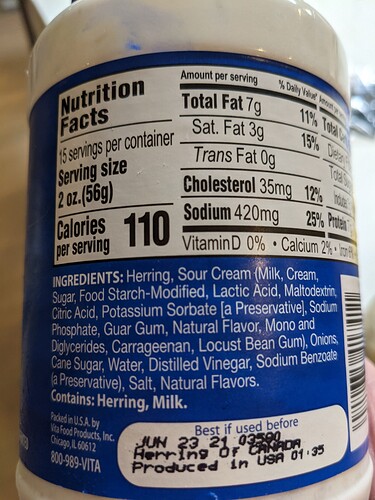 Nutrition
Facts
15 servings per container
Serving size
2 oz.(56g)
Calories
per serving 110
Amount per serving % Daily Value* Amount
Total Fat 7g 11%
Sat. Fat 3g 15%
Trans Fat 0g
Cholesterol 35mg 12%
Sodium 420mg 25%
Vitamin D 0% • Calcium 2% •
Total
Total
Protein
INGREDIENTS: Herring, Sour Cream (Milk, Cream,
Sugar, Food Starch-Modified, Lactic Acid, Maltodextrin,
Citric Acid, Potassium Sorbate [a Preservative], Sodium
Phosphate, Guar Gum, Natural Flavor, Mono and
Diglycerides, Carrageenan, Locust Bean Gum), Onions,
Cane Sugar, Water, Distilled Vinegar, Sodium Benzoate
[a Preservative], Salt, Natural Flavors.
Contains: Herring, Milk.
Packed in U.S.A. by
Vita Food Products, Inc.
Chicago, IL 60612
800-989-VITA
Best if used before
JUN 23 21 03590
Herring Of CANADA
Produced in USA 01:35